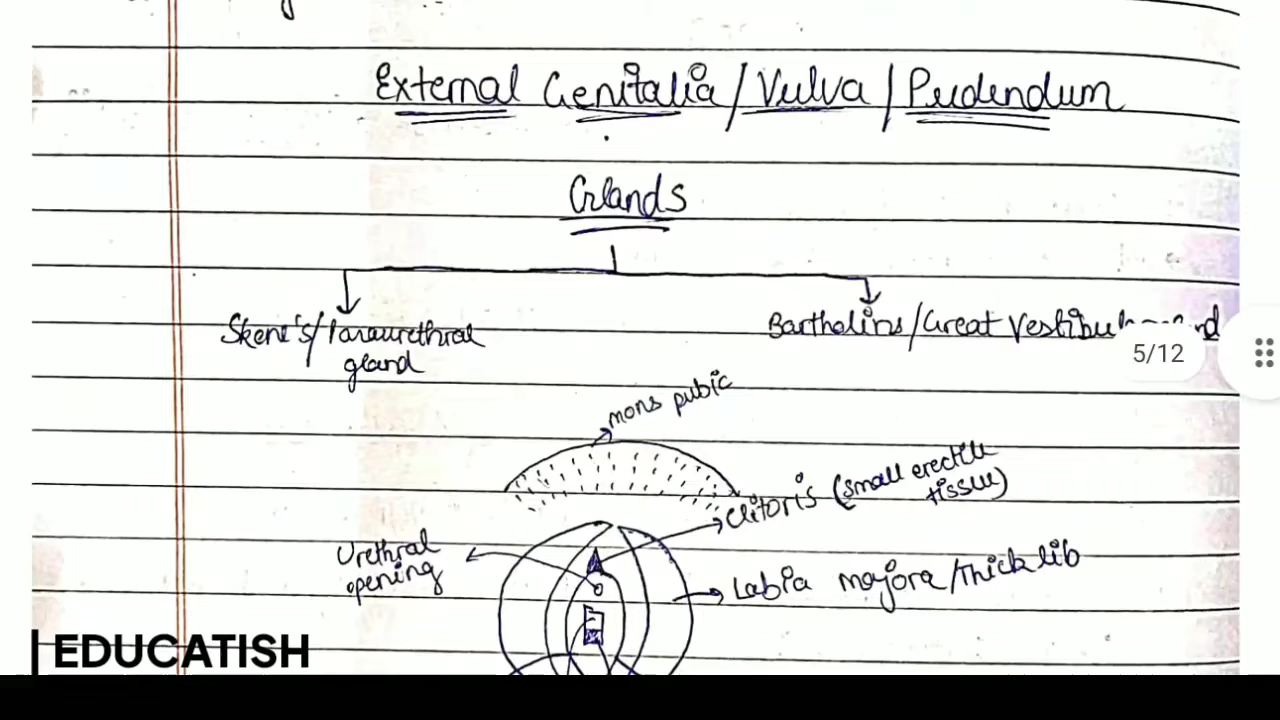 External Genitalia/Vulva/Pudendum
Glands
Skene's/Paraurethral
gland
Bartholins/Great
5/12
mons pubic
Clitoris (small erectile
tissue)
Urethral
opening
Labia majora/Thick lib
| EDUCATISH